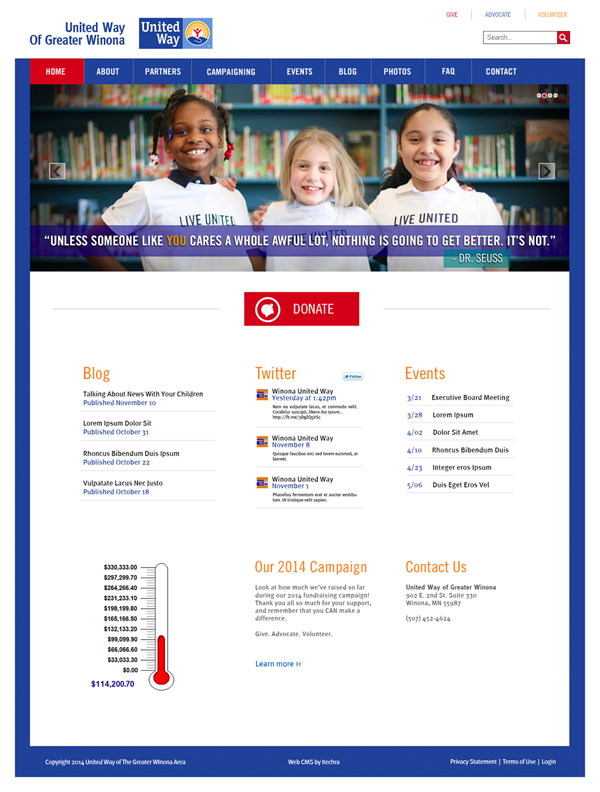 United Way
Of Greater Winona
United
Way
GIVE
ADVOCATE
VOLUNTEER
Search...
HOME
ABOUT
PARTNERS
CAMPAIGNING
EVENTS
BLOG
PHOTOS
FAQ
CONTACT
LIVE UNITED
LIVE UNITED
“UNLESS SOMEONE LIKE YOU CARES A WHOLE AWFUL LOT, NOTHING IS GOING TO GET BETTER. IT’S NOT.”
- DR. SEUSS
DONATE
Blog
Talking About News With Your Children
Published November 10
Lorem Ipsum Dolor Sit
Published October 31
Rhoncus Bibendum Duis Ipsum
Published October 22
Vulpatate Lacus Nec Justo
Published October 18
Twitter
Follow
Winona United Way
Yesterday at 1:42pm
Nam eu vulputate lacus, et commodo velit.
Curabitur suscipit, libero dui ipsum...
Winona United Way
November 8
Quisque faucibus orci sed lorem euismod, at
laoreet.
Winona United Way
November 1
Phasellus fermentum erat et auctor vestibu-
lum. Ut tristique velit sapien.
Events
3/21 Executive Board Meeting
3/28 Lorem Ipsum
4/02 Dolor Sit Amet
4/10 Rhoncus Bibendum Duis
4/23 Integer eros Ipsum
5/06 Duis Eget Eros Vel
$330,333.00
$297,299.70
$264,266.40
$231,233.10
$198,199.80
$165,166.50
$132,133.20
$99,099.90
$66,066.60
$33,033.30
$0.00
$114,200.70
Our 2014 Campaign
Look at how much we’ve raised so far
during our 2014 fundraising campaign!
Thank you all so much for your support,
and remember that you CAN make a
difference.
Give. Advocate. Volunteer.
Learn more >>
Contact Us
United Way of Greater Winona
902 E. 2nd St. Suite 330
Winona, MN 55987
(507) 452-4624
Copyright 2014 United Way of The Greater Winona Area
Web CMS by Itechra
Privacy Statement | Terms of Use | Login